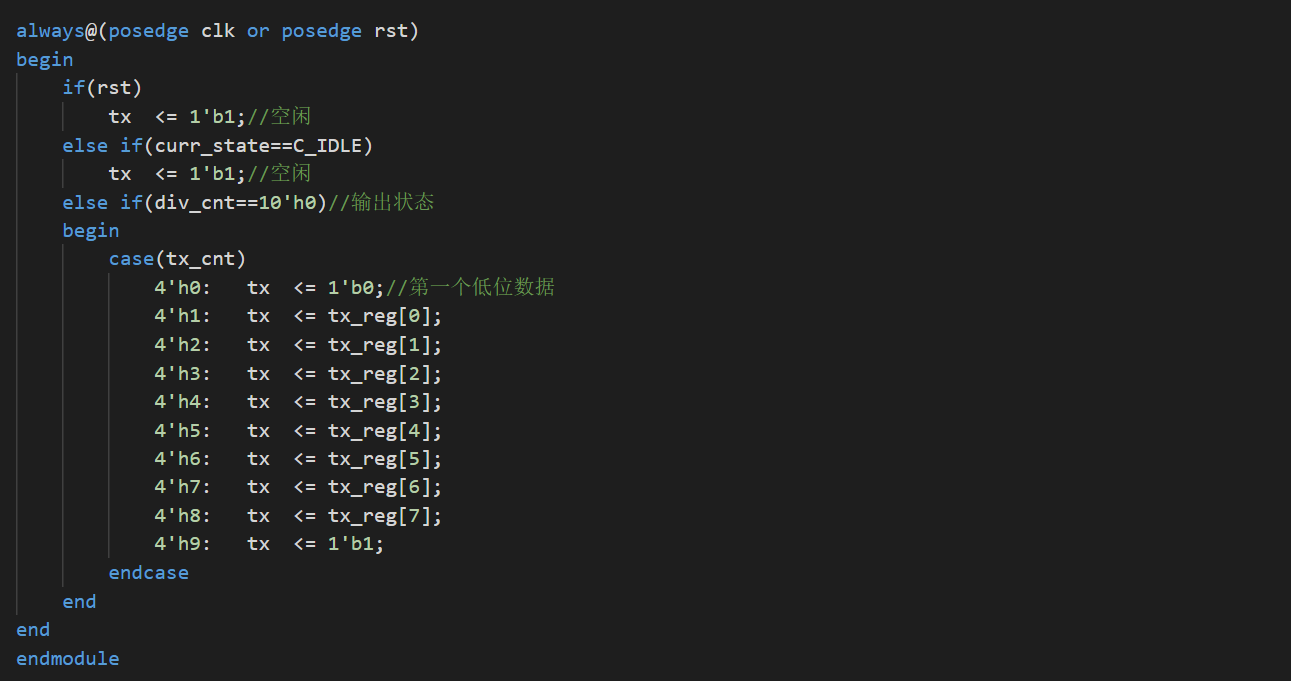 always@(posedge clk or posedge rst)
begin
    if(rst)
        tx  <= 1'b1;//空闲
    else if(curr_state==C_IDLE)
        tx  <= 1'b1;//空闲
    else if(div_cnt==10'h0)//输出状态
    begin
        case(tx_cnt)
            4'h0:   tx  <= 1'b0;//第一个低位数据
            4'h1:   tx  <= tx_reg[0];
            4'h2:   tx  <= tx_reg[1];
            4'h3:   tx  <= tx_reg[2];
            4'h4:   tx  <= tx_reg[3];
            4'h5:   tx  <= tx_reg[4];
            4'h6:   tx  <= tx_reg[5];
            4'h7:   tx  <= tx_reg[6];
            4'h8:   tx  <= tx_reg[7];
            4'h9:   tx  <= 1'b1;
        endcase
    end
end
endmodule